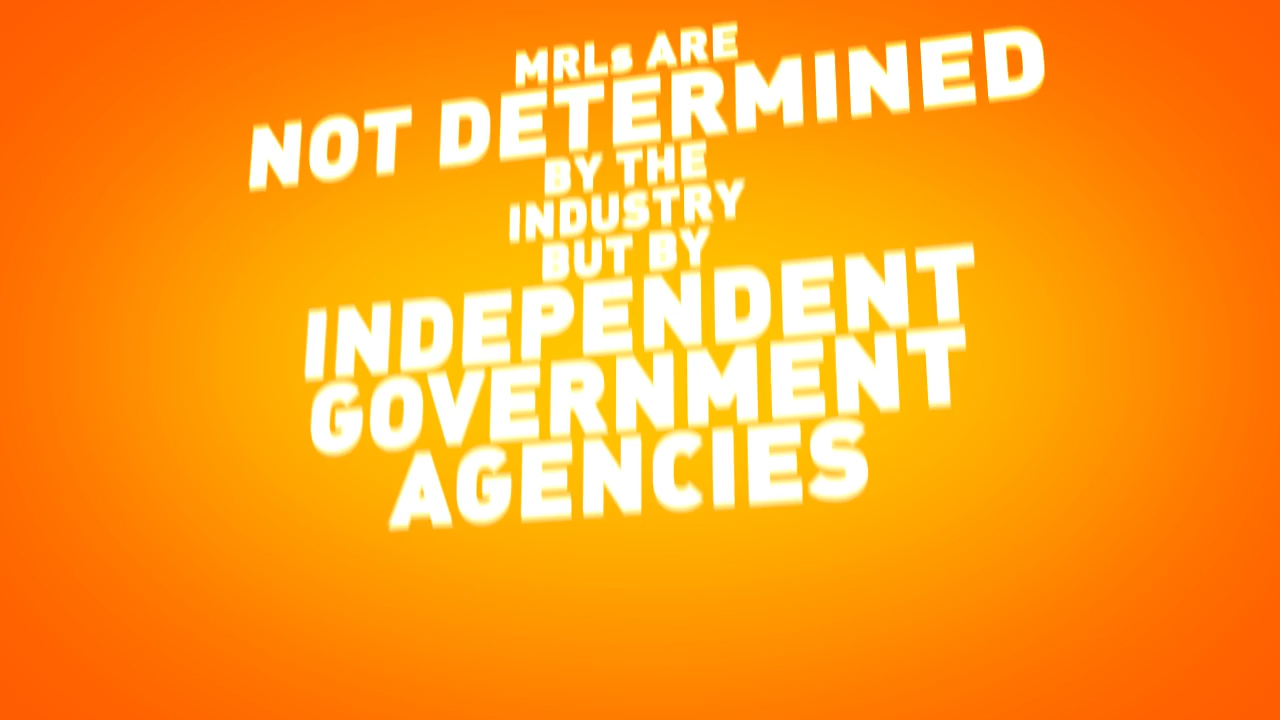 MRLs ARE
NOT DETERMINED
BY THE
INDUSTRY
BUT BY
INDEPENDENT
GOVERNMENT
AGENCIES